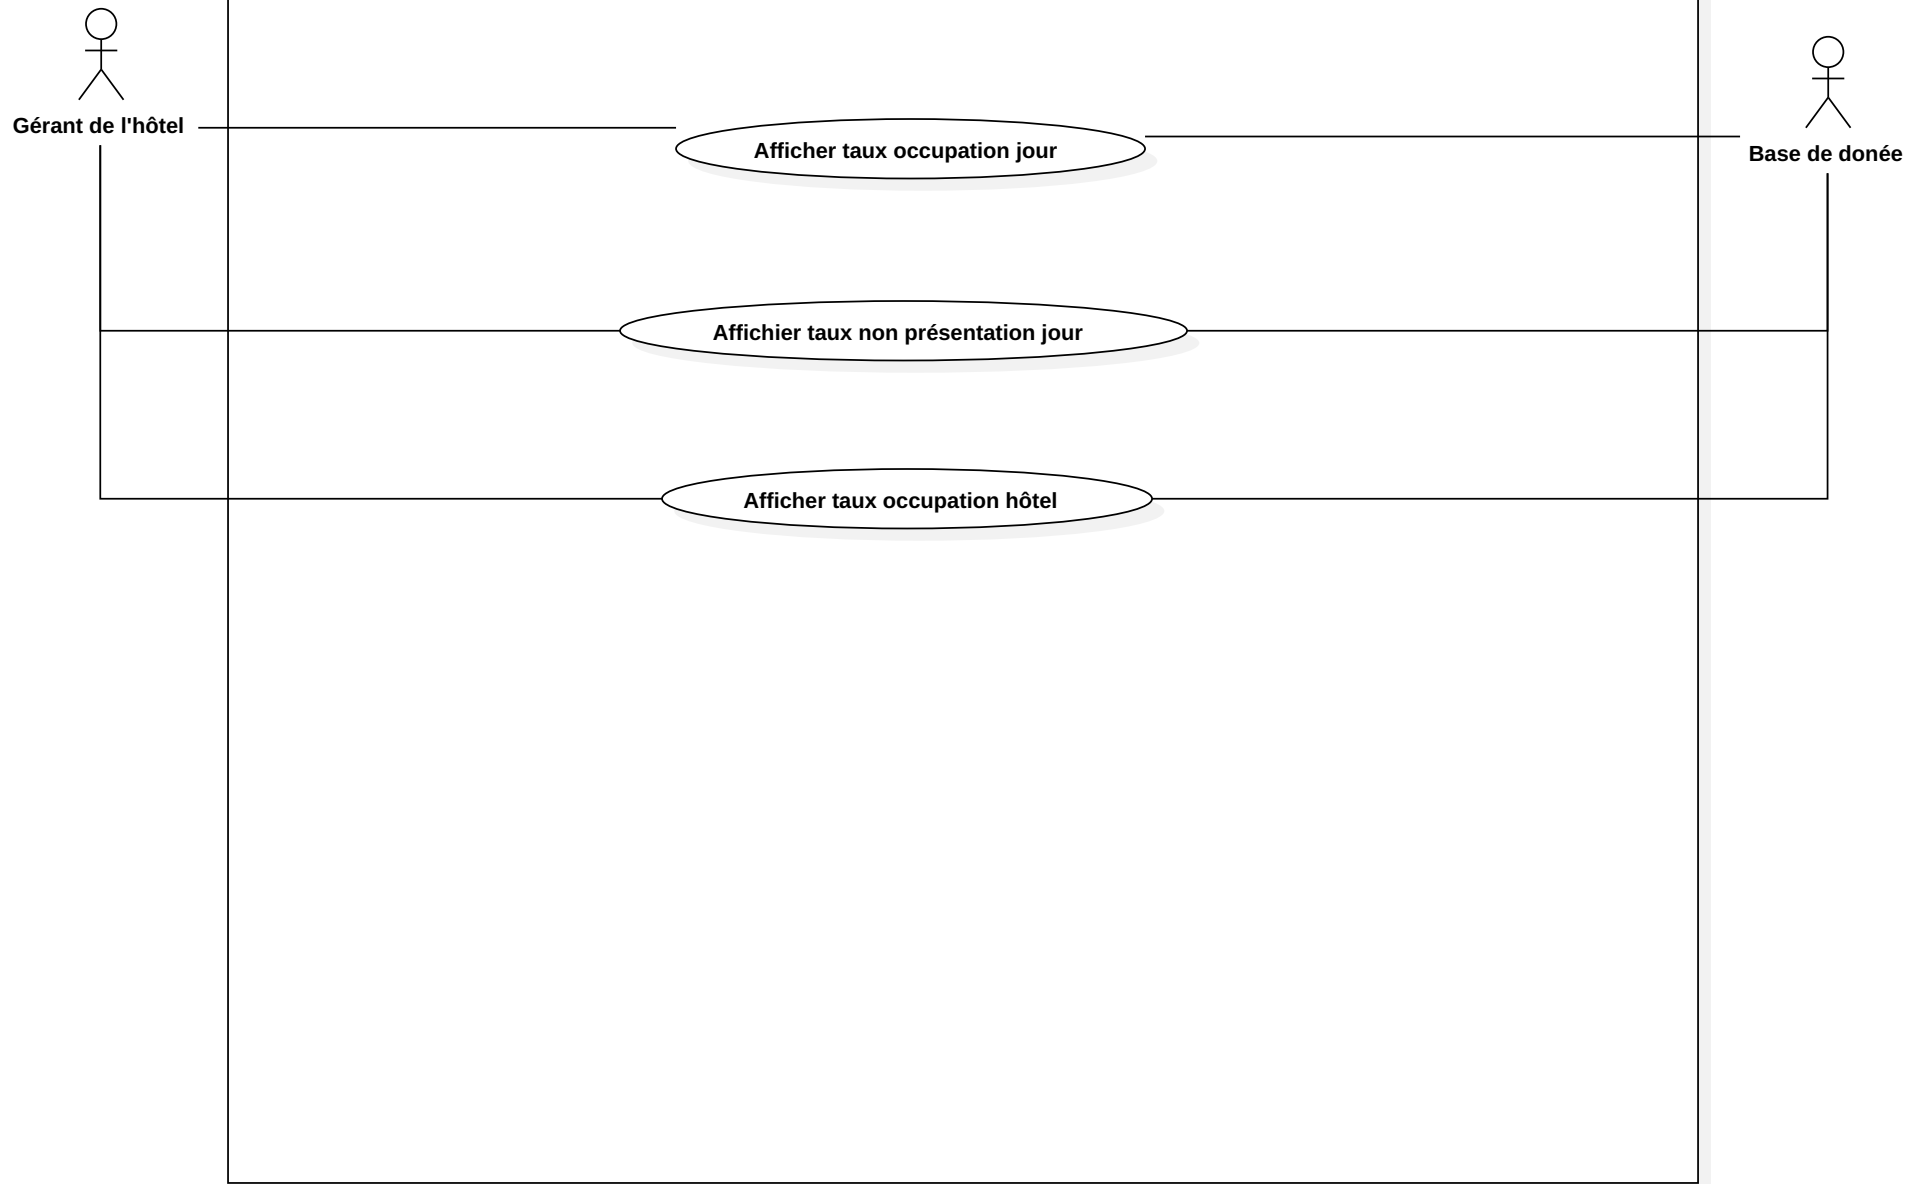 Gérant de l'hôtel
Afficher taux occupation jour
Base de donée
Affichier taux non présentation jour
Afficher taux occupation hôtel